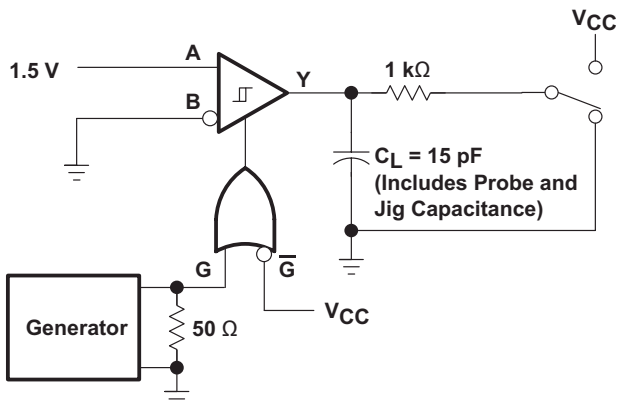 VCC
A
1.5 V
Y
1 kΩ
B
CL = 15 pF
(Includes Probe and
Jig Capacitance)
G
G̅
VCC
Generator
50 Ω